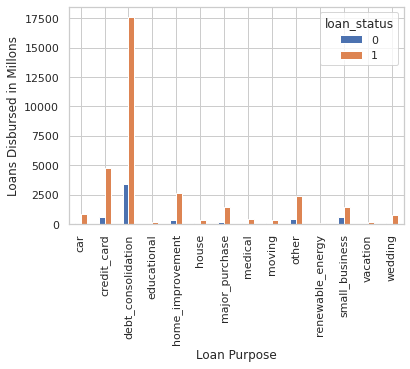 loan_status
0
1
Loans Disbursed in Millons
17500
15000
12500
10000
7500
5000
2500
0
car
credit_card
debt_consolidation
educational
home_improvement
house
major_purchase
medical
moving
other
renewable_energy
small_business
vacation
wedding
Loan Purpose